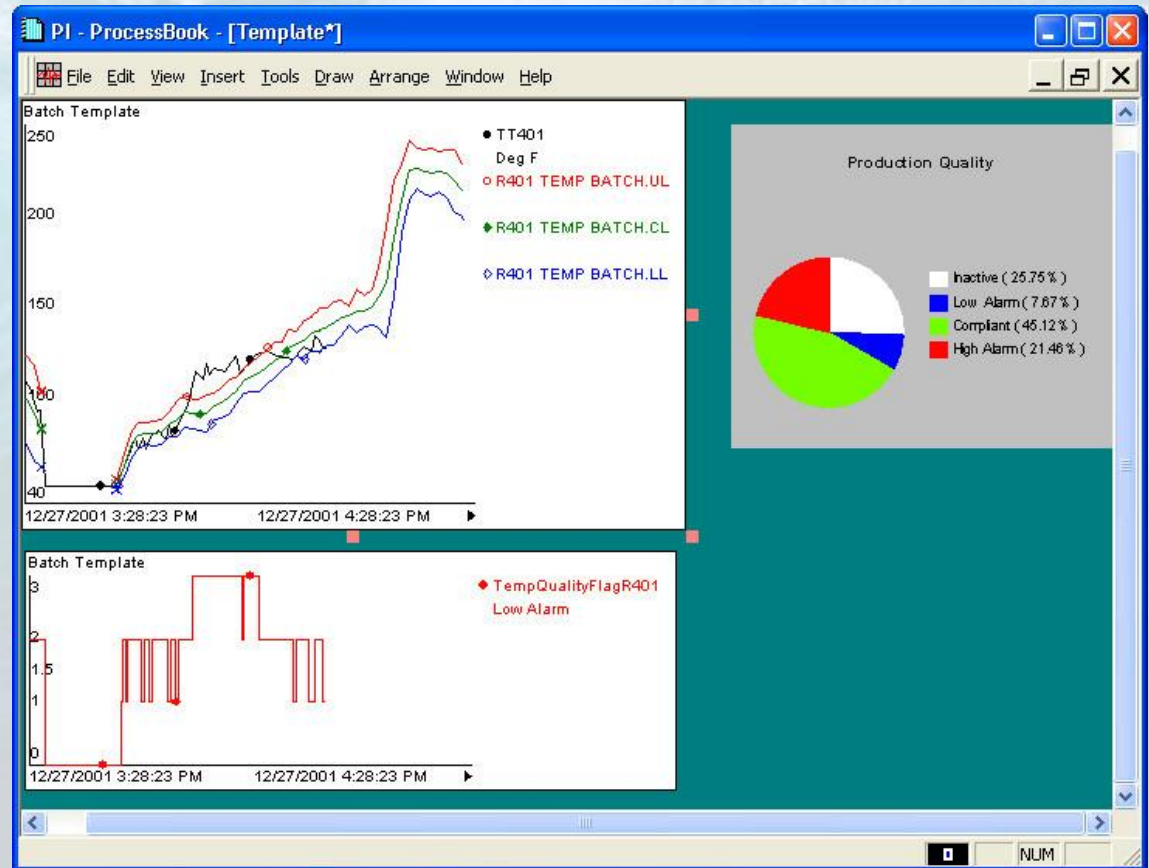 PI - ProcessBook - [Template*]
File Edit View Insert Tools Draw Arrange Window Help
Batch Template
250
200
150
100
40
12/27/2001 3:28:23 PM 12/27/2001 4:28:23 PM
TT401
Deg F
R401 TEMP BATCH.UL
R401 TEMP BATCH.CL
R401 TEMP BATCH.LL
Production Quality
Inactive ( 25.75 % )
Low Alarm ( 7.67 % )
Compliant ( 45.12 % )
High Alarm ( 21.46 % )
Batch Template
3
2
1.5
1
0
12/27/2001 3:28:23 PM 12/27/2001 4:28:23 PM
TempQualityFlagR401
Low Alarm
NUM